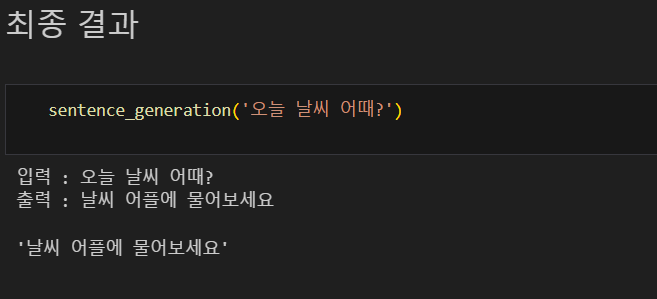 최종 결과
sentence_generation('오늘 날씨 어때?')
입력 : 오늘 날씨 어때?
출력 : 날씨 어플에 물어보세요
'날씨 어플에 물어보세요'